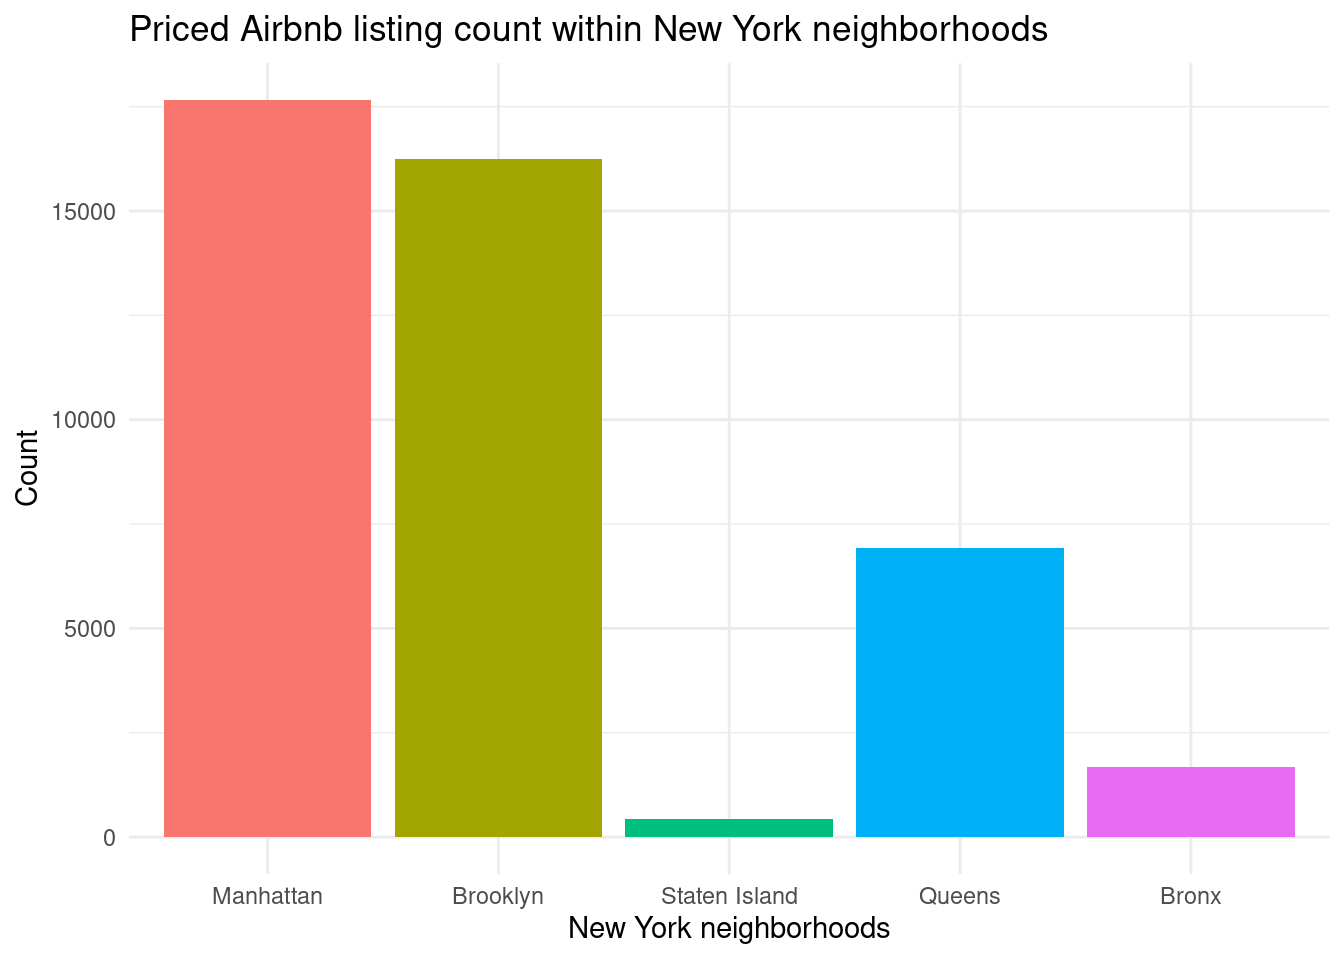 Priced Airbnb listing count within New York neighborhoods
Count
15000
10000
5000
0
Manhattan Brooklyn Staten Island Queens Bronx
New York neighborhoods